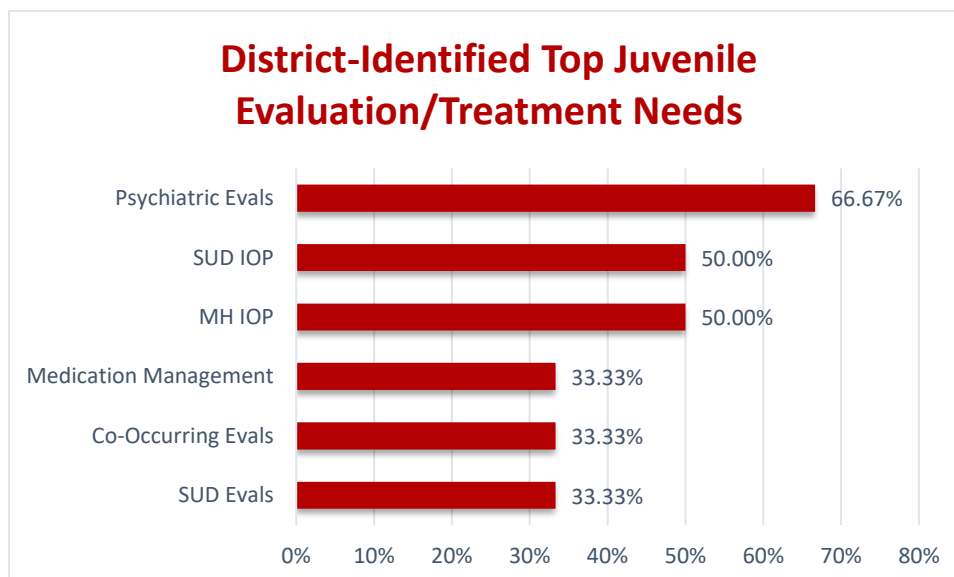 District-Identified Top Juvenile
Evaluation/Treatment Needs
Psychiatric Evals 66.67%
SUD IOP 50.00%
MH IOP 50.00%
Medication Management 33.33%
Co-Occurring Evals 33.33%
SUD Evals 33.33%
0% 10% 20% 30% 40% 50% 60% 70% 80%